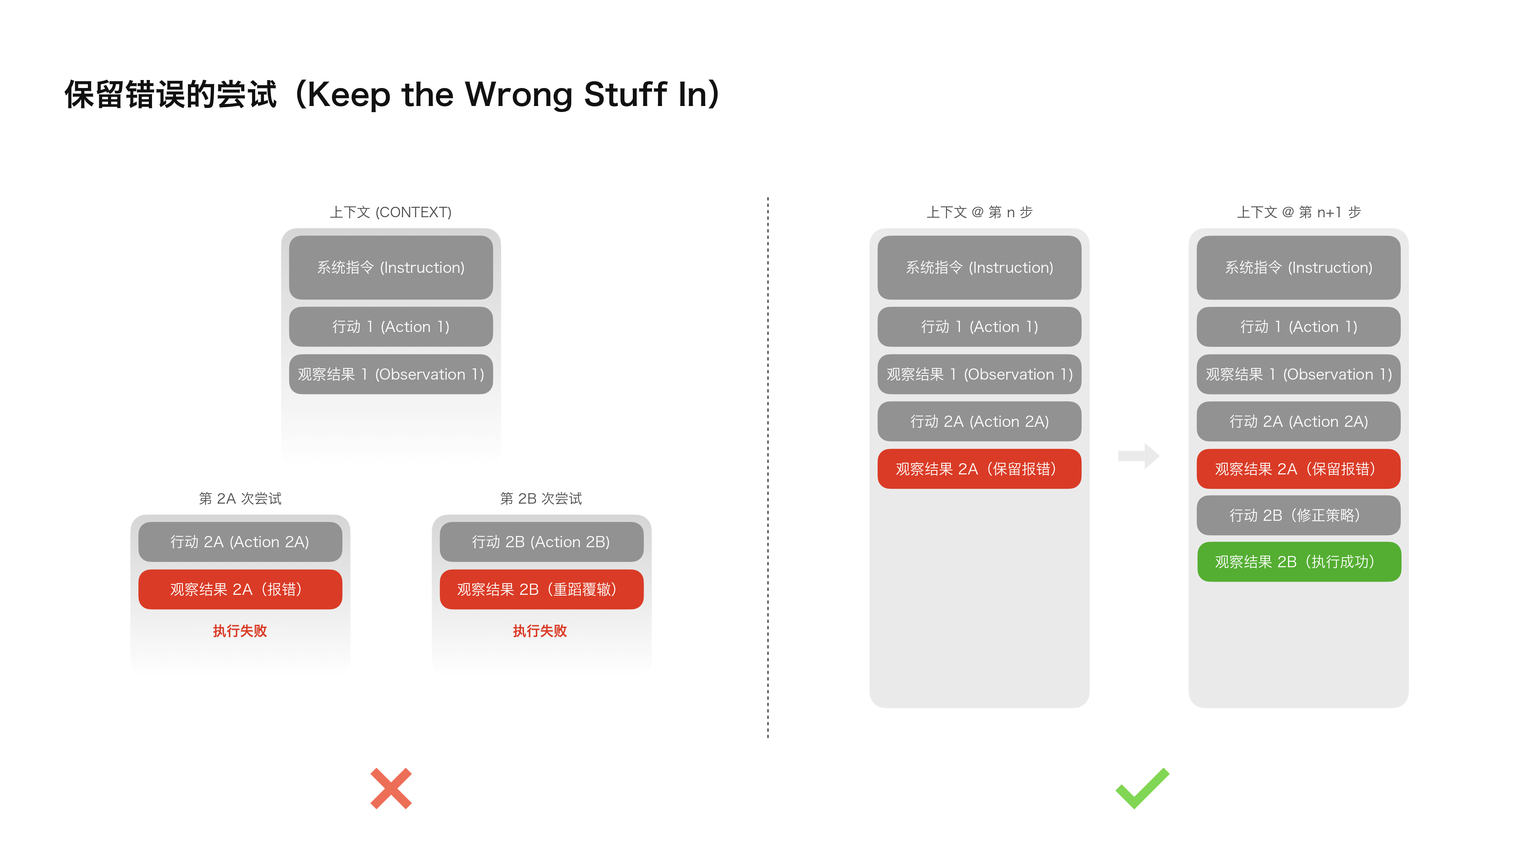 保留错误的尝试（Keep the Wrong Stuff In）
上下文 (CONTEXT)
系统指令 (Instruction)
行动 1 (Action 1)
观察结果 1 (Observation 1)
第 2A 次尝试
行动 2A (Action 2A)
观察结果 2A（报错）
执行失败
第 2B 次尝试
行动 2B (Action 2B)
观察结果 2B（重蹈覆辙）
执行失败
上下文 @ 第 n 步
系统指令 (Instruction)
行动 1 (Action 1)
观察结果 1 (Observation 1)
行动 2A (Action 2A)
观察结果 2A（保留报错）
上下文 @ 第 n+1 步
系统指令 (Instruction)
行动 1 (Action 1)
观察结果 1 (Observation 1)
行动 2A (Action 2A)
观察结果 2A（保留报错）
行动 2B（修正策略）
观察结果 2B（执行成功）